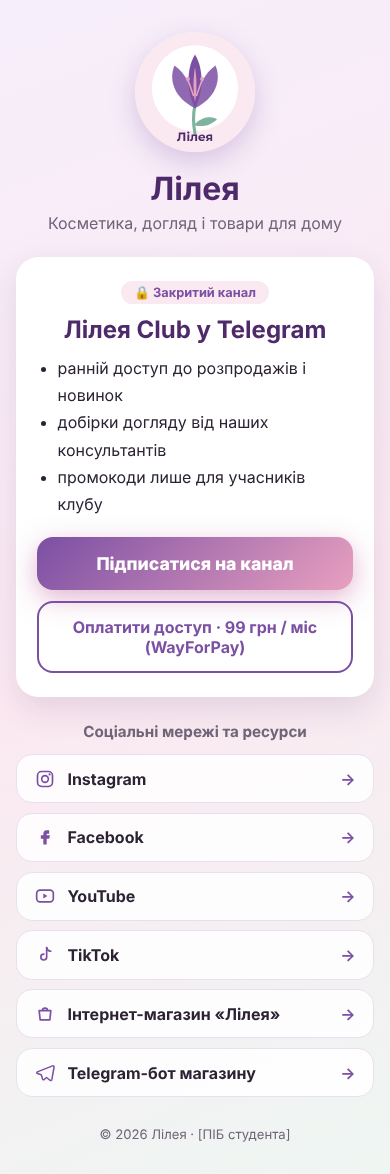 Лілея
Лілея
Косметика, догляд і товари для дому
🔒 Закритий канал
Лілея Club у Telegram
• ранній доступ до розпродажів і
новинок
• добірки догляду від наших
консультантів
• промокоди лише для учасників
клубу
Підписатися на канал
Оплатити доступ · 99 грн / міс
(WayForPay)
Соціальні мережі та ресурси
Instagram →
Facebook →
YouTube →
TikTok →
Інтернет-магазин «Лілея» →
Telegram-бот магазину →
© 2026 Лілея · [ПІБ студента]